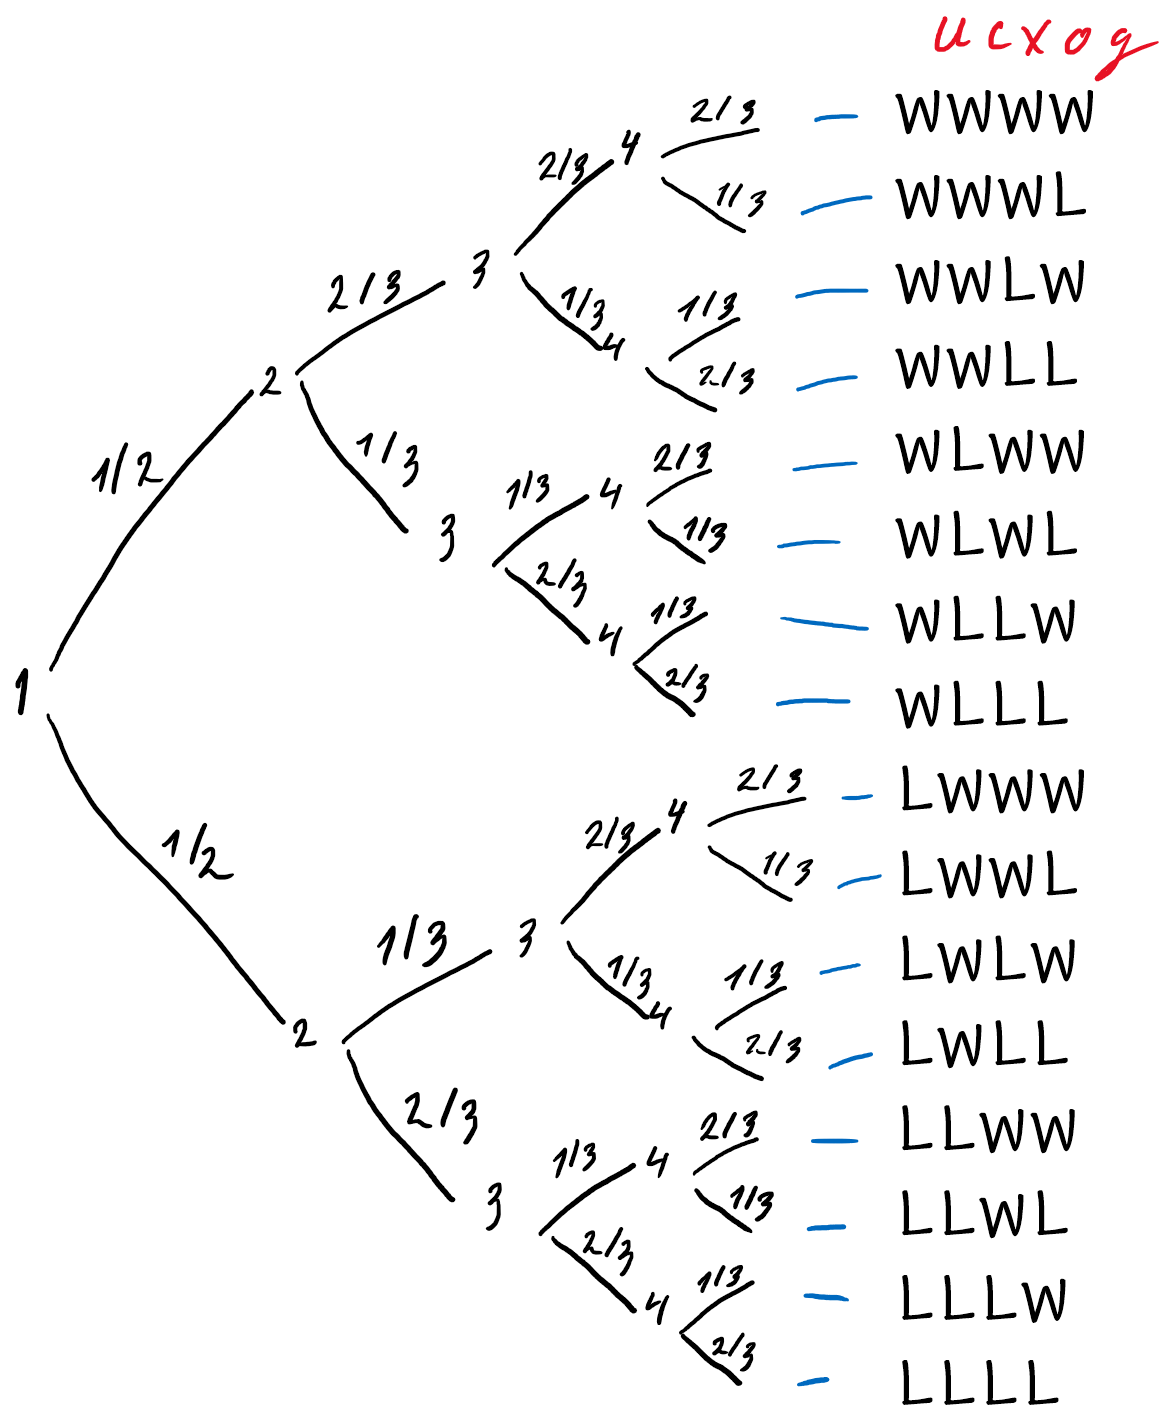 исход
2/3 — WWWW
4
2/3
1/3 — WWWL
3
2/3
1/3
1/3 — WWLW
4
2/3 — WWLL
2
1/2
1/3
2/3 — WLWW
1/3 4
1/3 — WLWL
3
2/3
1/3 — WLLW
4
2/3 — WLLL
1
2/3 — LWWW
4
2/3
1/2
1/3 — LWWL
1/3 3
1/3
1/3 — LWLW
4
2/3 — LWLL
2
2/3
2/3 — LLWW
1/3 4
1/3 — LLWL
3
2/3
1/3 — LLLW
4
2/3 — LLLL